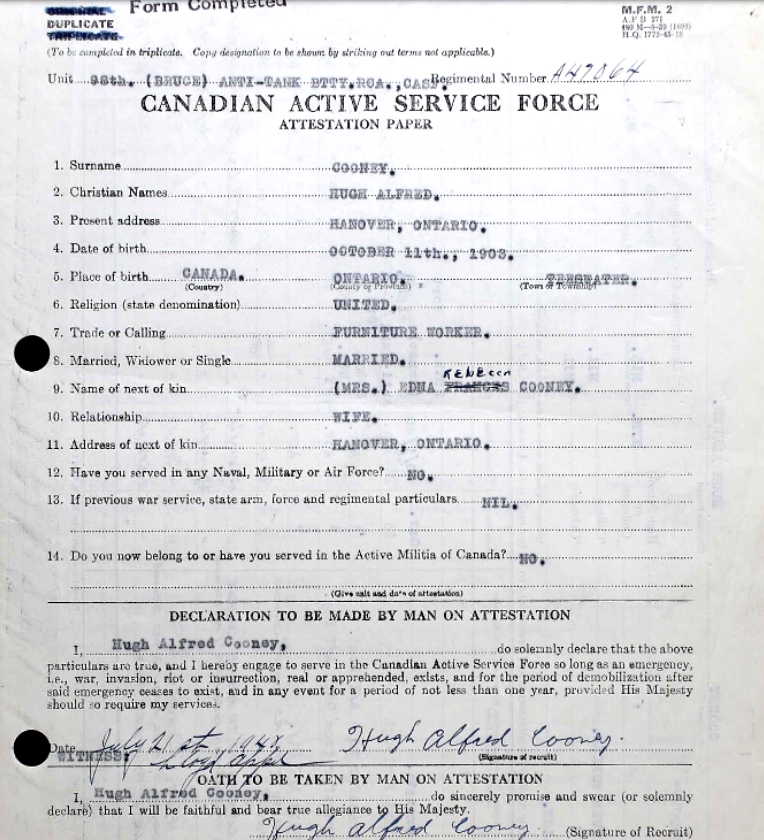 Form Completed
DUPLICATE
TRIPLICATE
M.F.M. 2
(To be completed in triplicate. Copy designation to be shown by striking out terms not applicable.)
Unit 98th. (BRUCE) ANTI-TANK BTTY.RCA.,CASF. Regimental Number A47064
CANADIAN ACTIVE SERVICE FORCE
ATTESTATION PAPER
1. Surname COONEY.
2. Christian Names HUGH ALFRED.
3. Present address HANOVER, ONTARIO.
4. Date of birth OCTOBER 11th., 1903.
5. Place of birth CANADA. ONTARIO. TEESWATER.
(Country) (County or Province) (Town or Township)
6. Religion (state denomination) UNITED.
7. Trade or Calling FURNITURE WORKER.
8. Married, Widower or Single MARRIED.
Rebecca
9. Name of next of kin (MRS.) EDNA FRANCES COONEY.
10. Relationship WIFE.
11. Address of next of kin HANOVER, ONTARIO.
12. Have you served in any Naval, Military or Air Force? NO.
13. If previous war service, state arm, force and regimental particulars NIL.
14. Do you now belong to or have you served in the Active Militia of Canada? NO.
(Give unit and date of attestation)
DECLARATION TO BE MADE BY MAN ON ATTESTATION
I, Hugh Alfred Cooney, do solemnly declare that the above
particulars are true, and I hereby engage to serve in the Canadian Active Service Force so long as an emergency,
i.e., war, invasion, riot or insurrection, real or apprehended, exists, and for the period of demobilization after
said emergency ceases to exist, and in any event for a period of not less than one year, provided His Majesty
should so require my services.
Date July 21st, Hugh Alfred Cooney.
WITNESS: Lloyd (Signature of recruit)
OATH TO BE TAKEN BY MAN ON ATTESTATION
I, Hugh Alfred Cooney, do sincerely promise and swear (or solemnly
declare) that I will be faithful and bear true allegiance to His Majesty.
Hugh Alfred Cooney (Signature of Recruit)